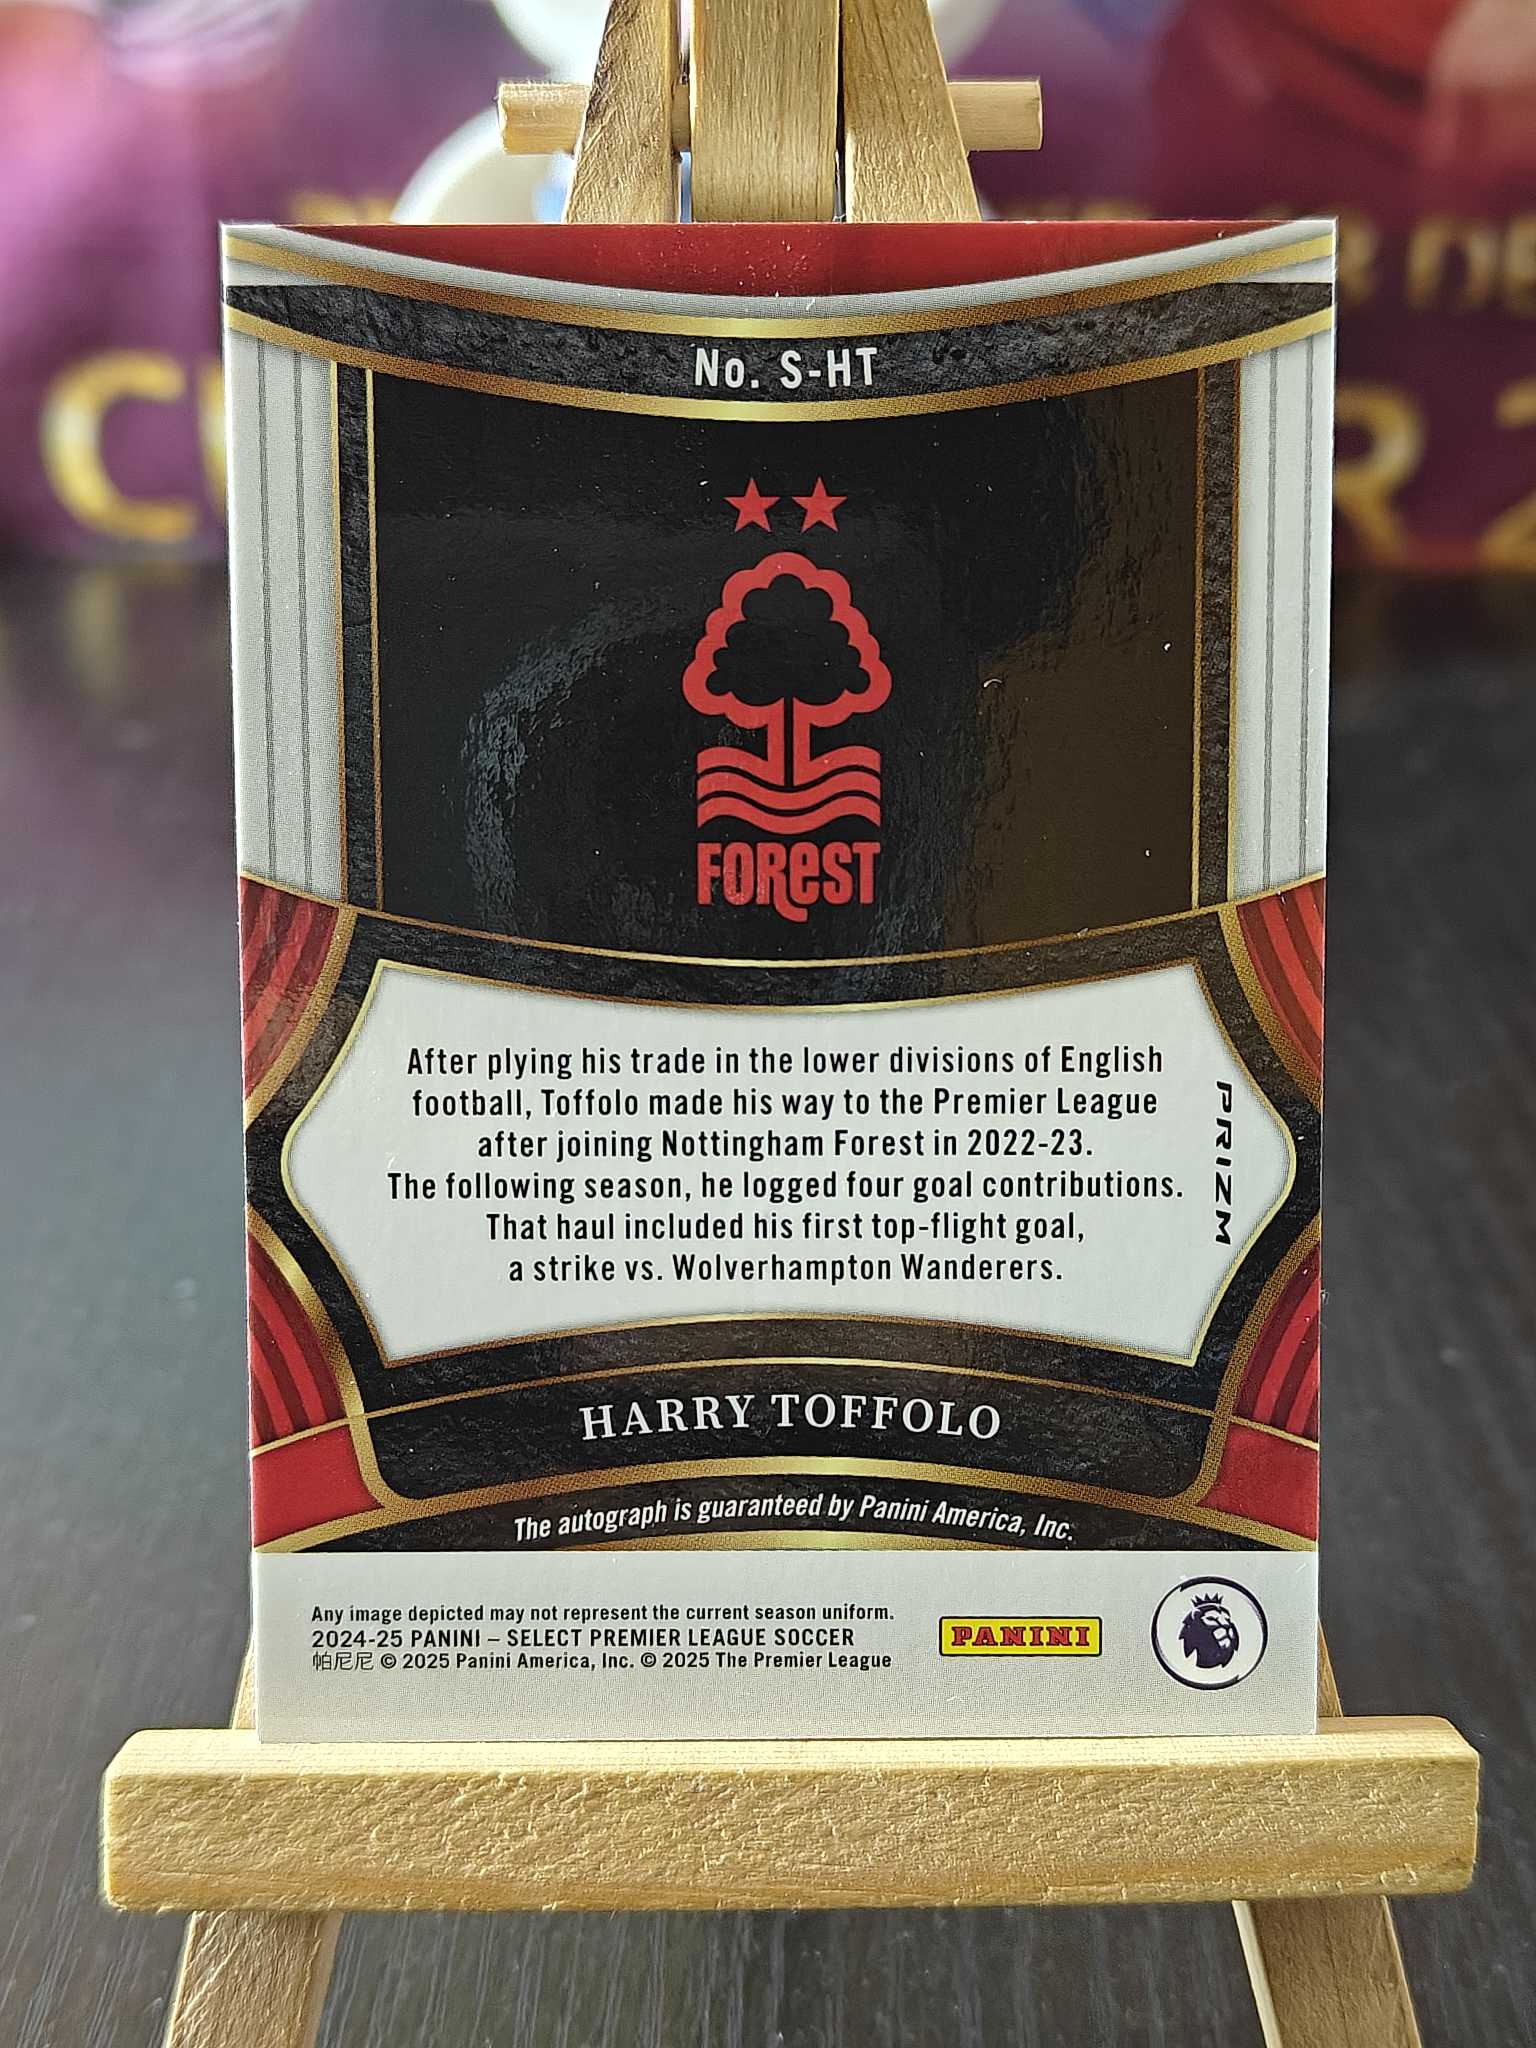 No. S-HT
FOREST
After plying his trade in the lower divisions of English
football, Toffolo made his way to the Premier League
after joining Nottingham Forest in 2022-23.
The following season, he logged four goal contributions.
That haul included his first top-flight goal,
a strike vs. Wolverhampton Wanderers.
PRIZM
HARRY TOFFOLO
The autograph is guaranteed by Panini America, Inc.
Any image depicted may not represent the current season uniform.
2024-25 PANINI – SELECT PREMIER LEAGUE SOCCER
帕尼尼 © 2025 Panini America, Inc. © 2025 The Premier League
PANINI